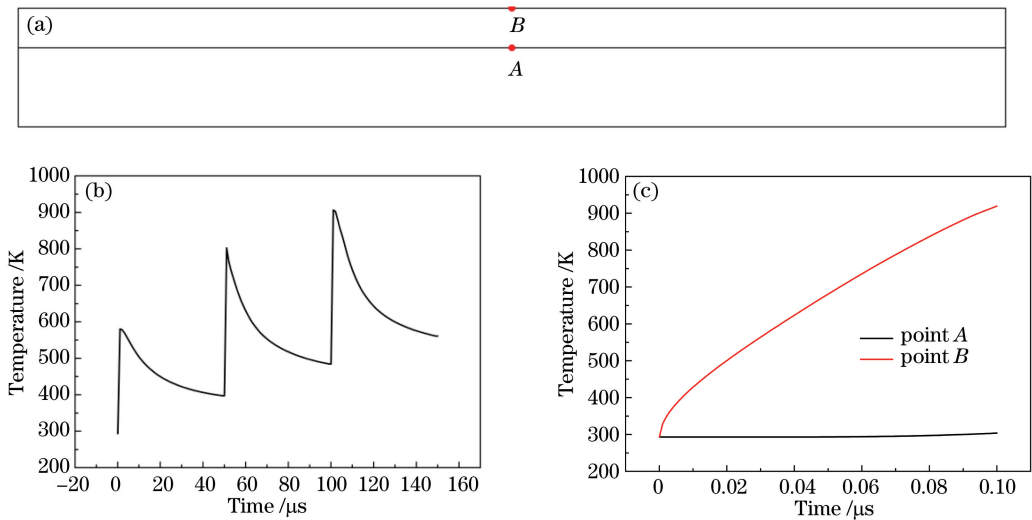 (a)
B
A
(b)
1000
900
800
700
600
500
400
300
200
Temperature /K
−20 0 20 40 60 80 100 120 140 160
Time /μs
(c)
1000
900
800
700
600
500
400
300
200
Temperature /K
point A
point B
0 0.02 0.04 0.06 0.08 0.10
Time /μs